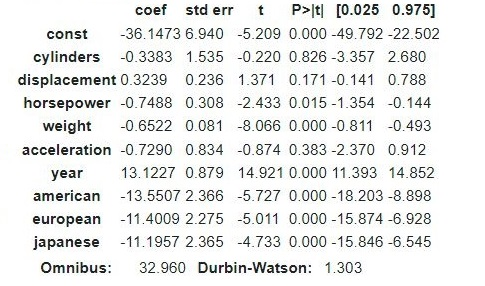 coef std err t P>|t| [0.025 0.975]
const -36.1473 6.940 -5.209 0.000 -49.792 -22.502
cylinders -0.3383 1.535 -0.220 0.826 -3.357 2.680
displacement 0.3239 0.236 1.371 0.171 -0.141 0.788
horsepower -0.7488 0.308 -2.433 0.015 -1.354 -0.144
weight -0.6522 0.081 -8.066 0.000 -0.811 -0.493
acceleration -0.7290 0.834 -0.874 0.383 -2.370 0.912
year 13.1227 0.879 14.921 0.000 11.393 14.852
american -13.5507 2.366 -5.727 0.000 -18.203 -8.898
european -11.4009 2.275 -5.011 0.000 -15.874 -6.928
japanese -11.1957 2.365 -4.733 0.000 -15.846 -6.545
Omnibus: 32.960 Durbin-Watson: 1.303